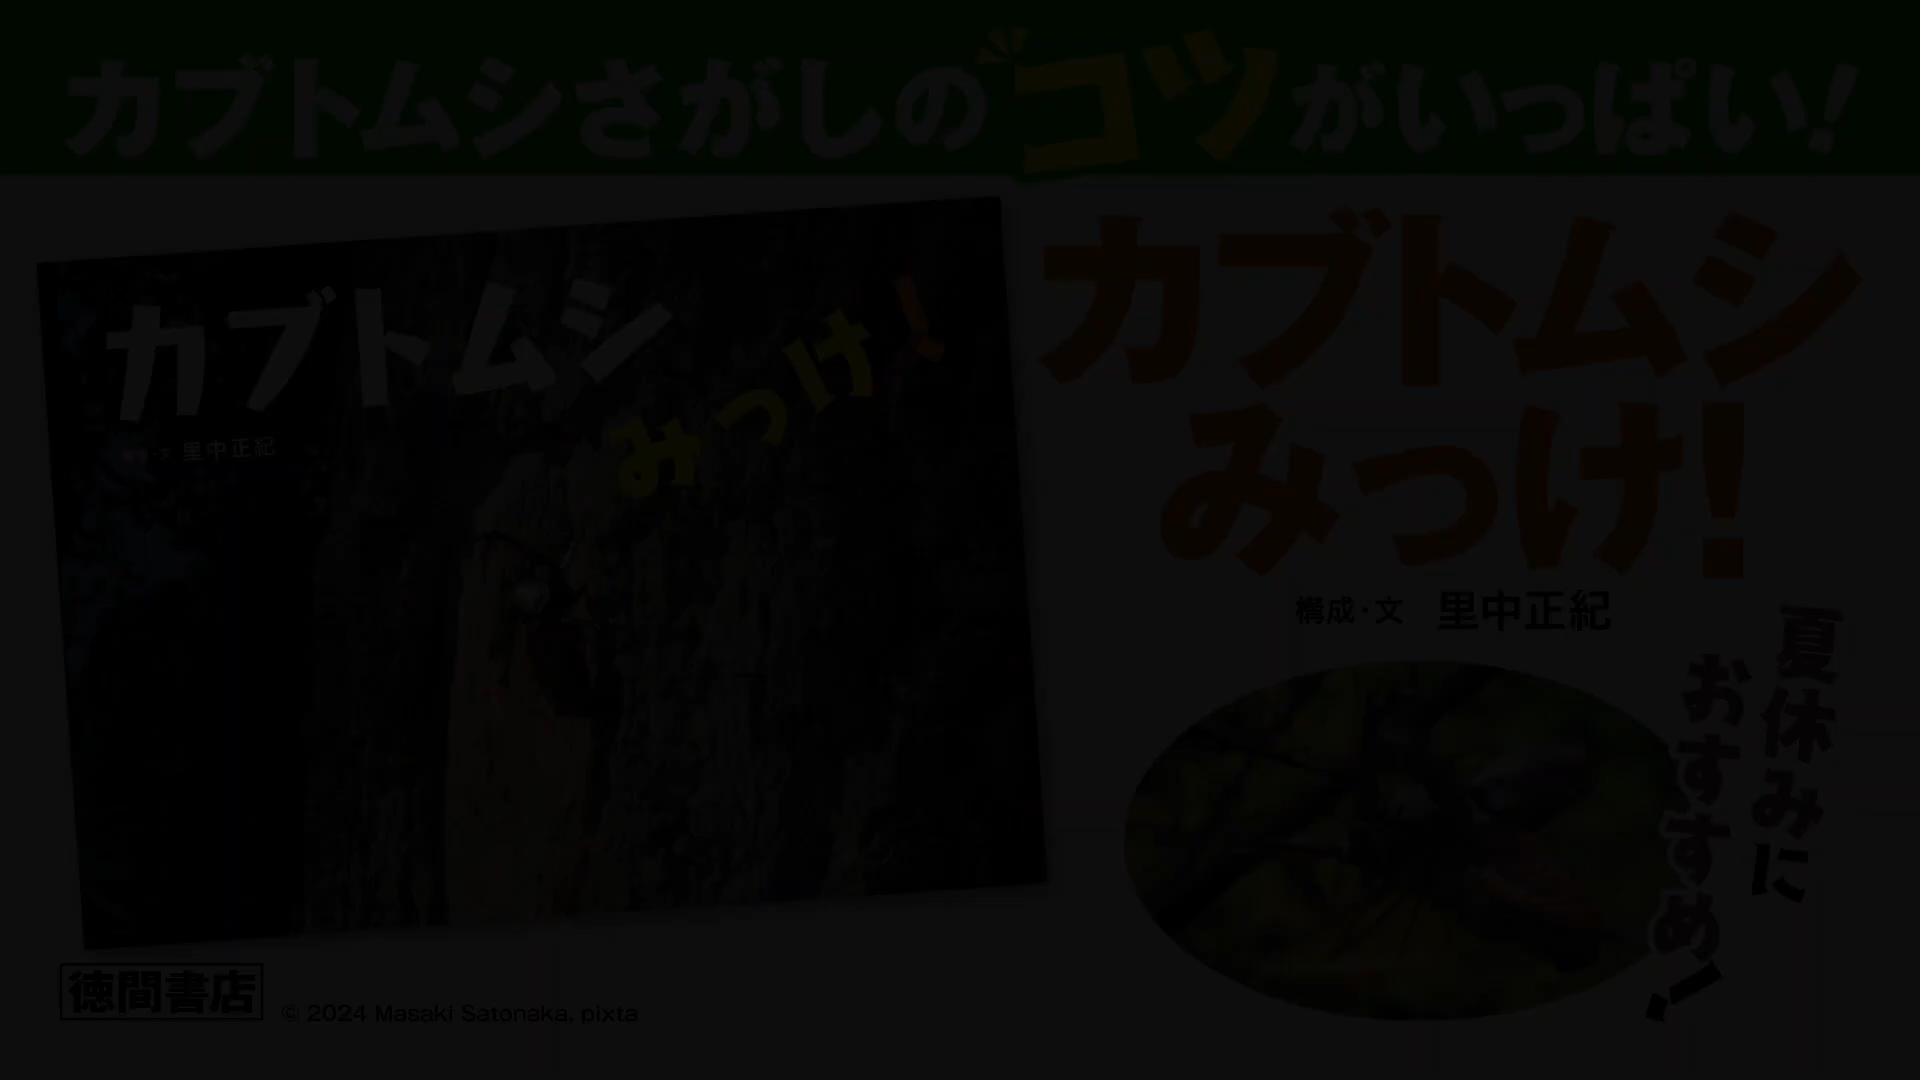 カブトムシさがしのコツがいっぱい!
カブトムシ
みっけ!
文 里中正紀
カブトムシ
みっけ!
構成・文 里中正紀
夏休みに
おすすめ!
徳間書店
© 2024 Masaki Satonaka, pixta